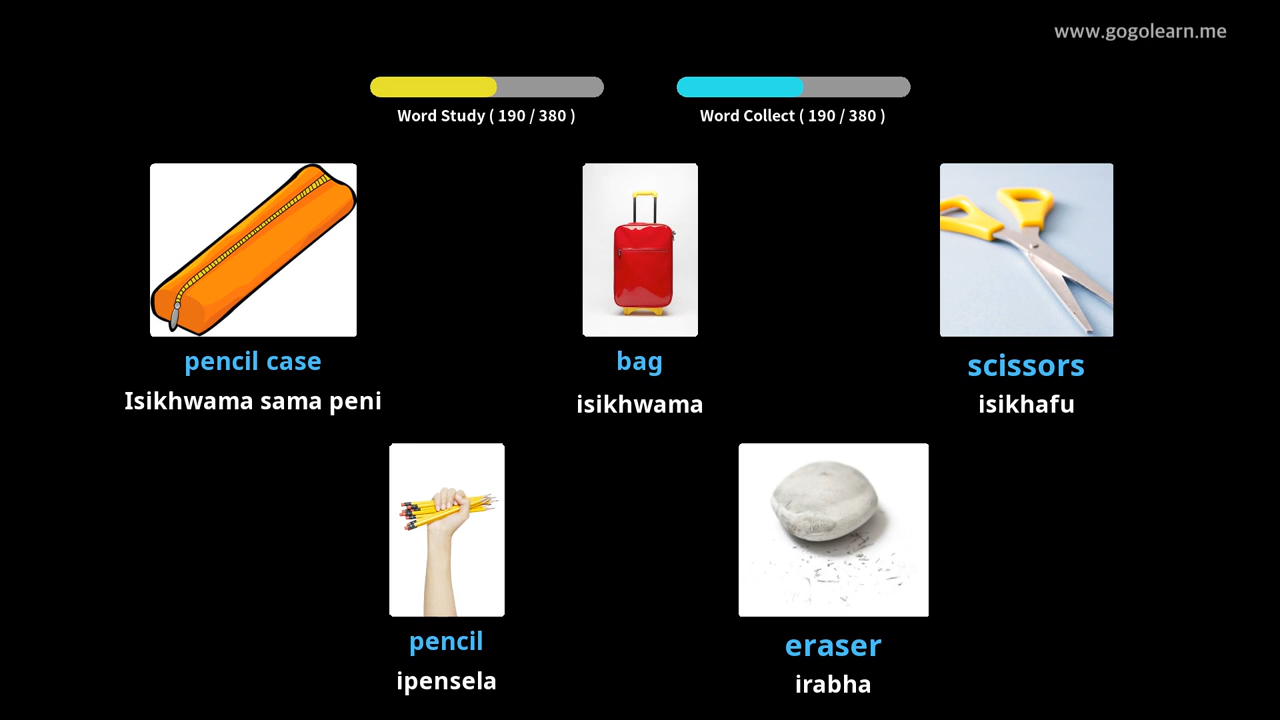 www.gogolearn.me
Word Study ( 190 / 380 )
Word Collect ( 190 / 380 )
pencil case
Isikhwama sama peni
bag
isikhwama
scissors
isikhafu
pencil
ipensela
eraser
irabha